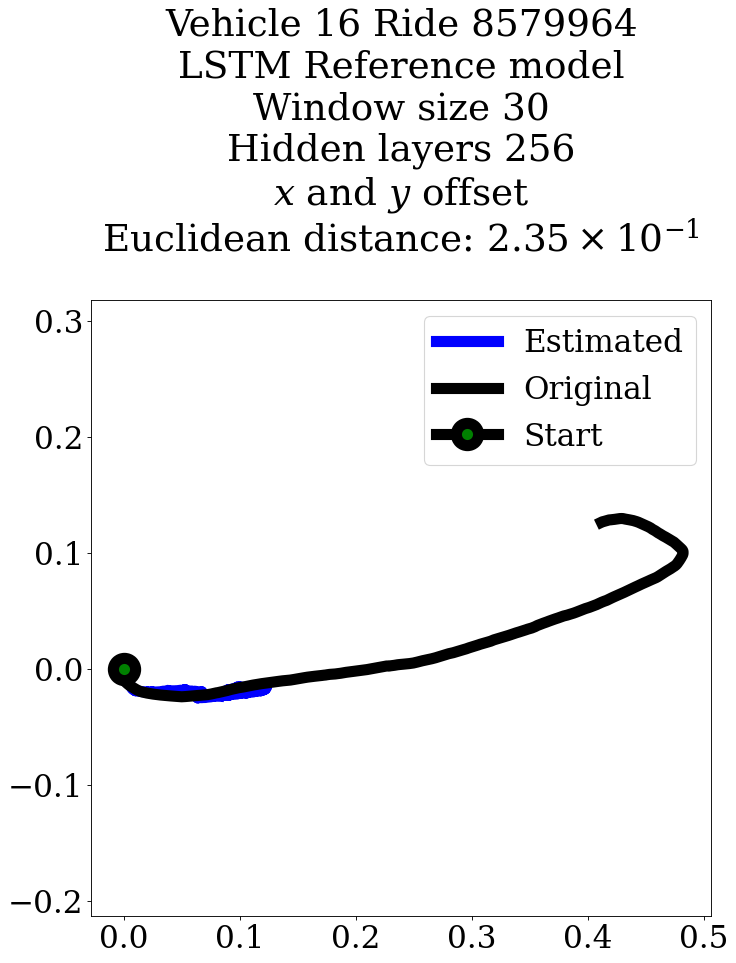 Vehicle 16 Ride 8579964
LSTM Reference model
Window size 30
Hidden layers 256
x and y offset
Euclidean distance: 2.35 × 10⁻¹
0.3
0.2
0.1
0.0
−0.1
−0.2
Estimated
Original
Start
0.0 0.1 0.2 0.3 0.4 0.5